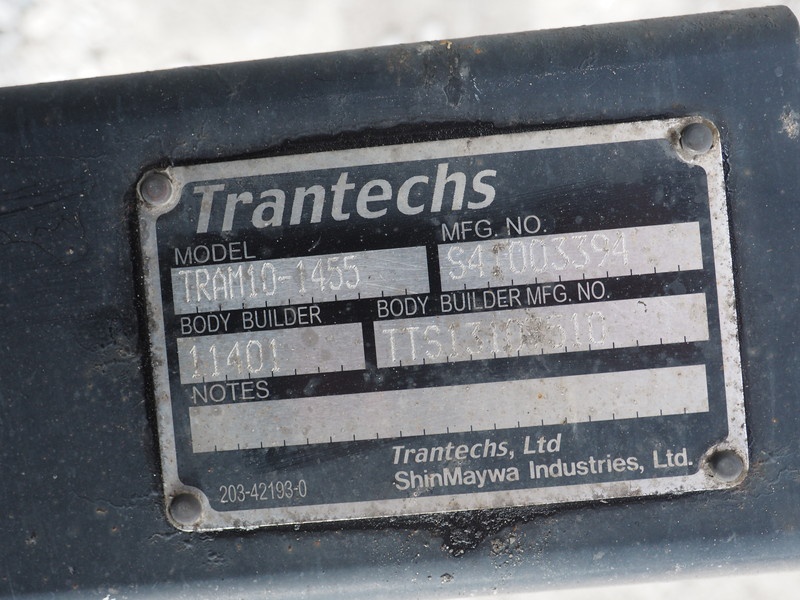 Trantechs
MODEL MFG. NO.
TRAM10-1455
BODY BUILDER BODY BUILDER MFG. NO.
11401
NOTES
Trantechs, Ltd
203-42193-0 ShinMaywa Industries, Ltd.